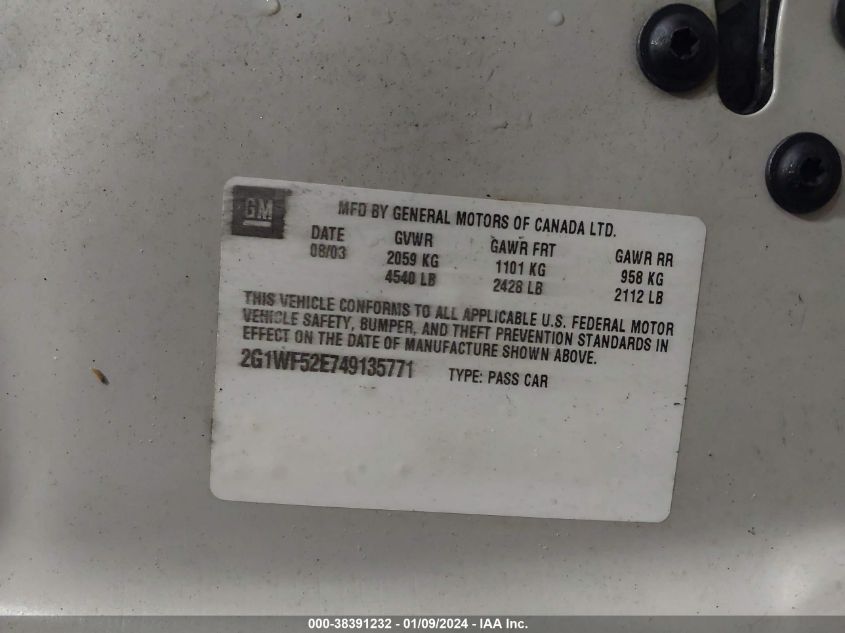 GM
MFD BY GENERAL MOTORS OF CANADA LTD.
DATE GVWR GAWR FRT GAWR RR
08/03 2059 KG 1101 KG 958 KG
4540 LB 2428 LB 2112 LB
THIS VEHICLE CONFORMS TO ALL APPLICABLE U.S. FEDERAL MOTOR
VEHICLE SAFETY, BUMPER, AND THEFT PREVENTION STANDARDS IN
EFFECT ON THE DATE OF MANUFACTURE SHOWN ABOVE.
2G1WF52E749135771 TYPE: PASS CAR
000-38391232 - 01/09/2024 - 1:01 IAA Inc.